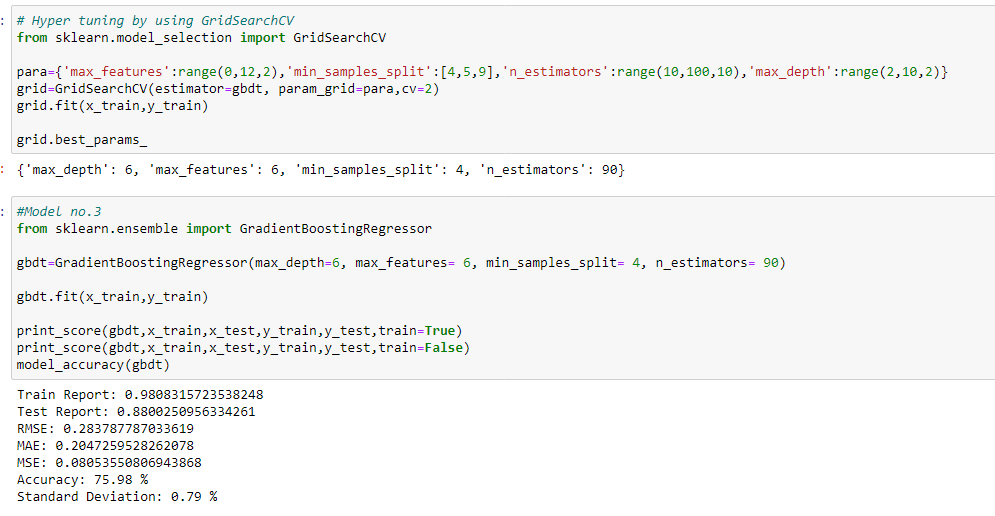 :
# Hyper tuning by using GridSearchCV
from sklearn.model_selection import GridSearchCV
para={'max_features':range(0,12,2),'min_samples_split':[4,5,9],'n_estimators':range(10,100,10),'max_depth':range(2,10,2)}
grid=GridSearchCV(estimator=gbdt, param_grid=para,cv=2)
grid.fit(x_train,y_train)
grid.best_params_
: {'max_depth': 6, 'max_features': 6, 'min_samples_split': 4, 'n_estimators': 90}
: #Model no.3
from sklearn.ensemble import GradientBoostingRegressor
gbdt=GradientBoostingRegressor(max_depth=6, max_features= 6, min_samples_split= 4, n_estimators= 90)
gbdt.fit(x_train,y_train)
print_score(gbdt,x_train,x_test,y_train,y_test,train=True)
print_score(gbdt,x_train,x_test,y_train,y_test,train=False)
model_accuracy(gbdt)
Train Report: 0.9808315723538248
Test Report: 0.8800250956334261
RMSE: 0.283787787033619
MAE: 0.2047259528262078
MSE: 0.08053550806943868
Accuracy: 75.98 %
Standard Deviation: 0.79 %